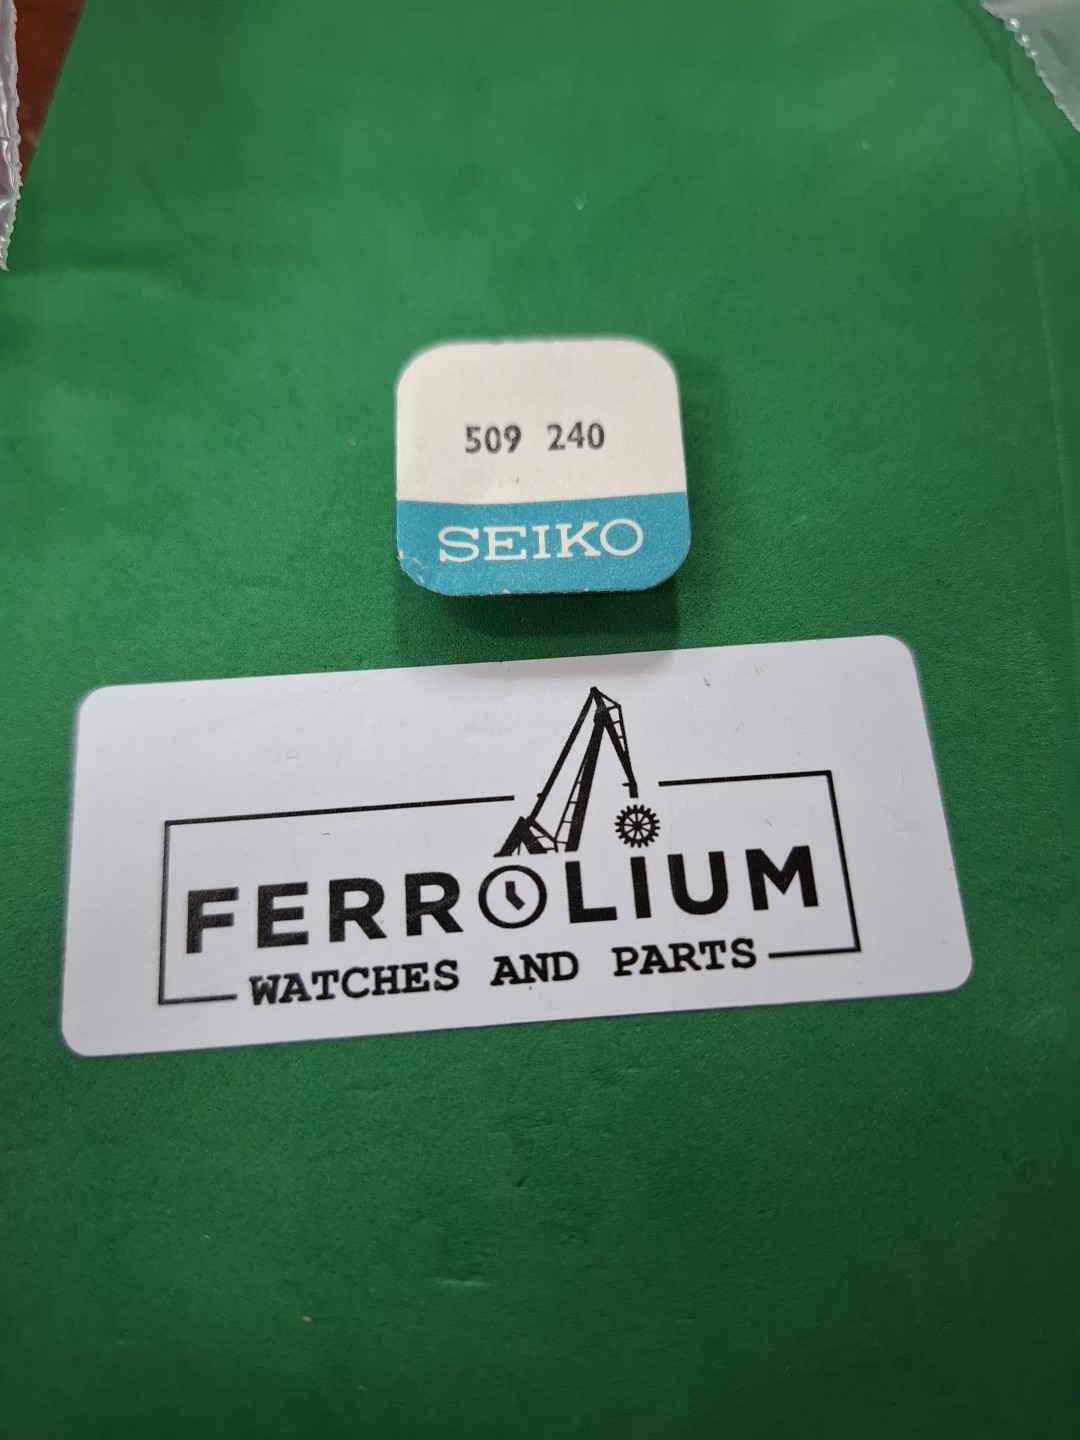 509 240
SEIKO
FERROLIUM
WATCHES AND PARTS